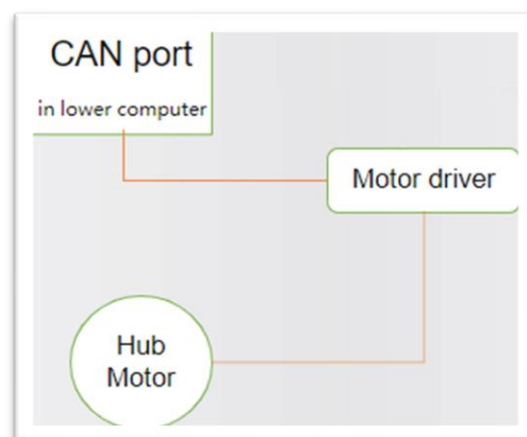 CAN port
in lower computer
Motor driver
Hub
Motor